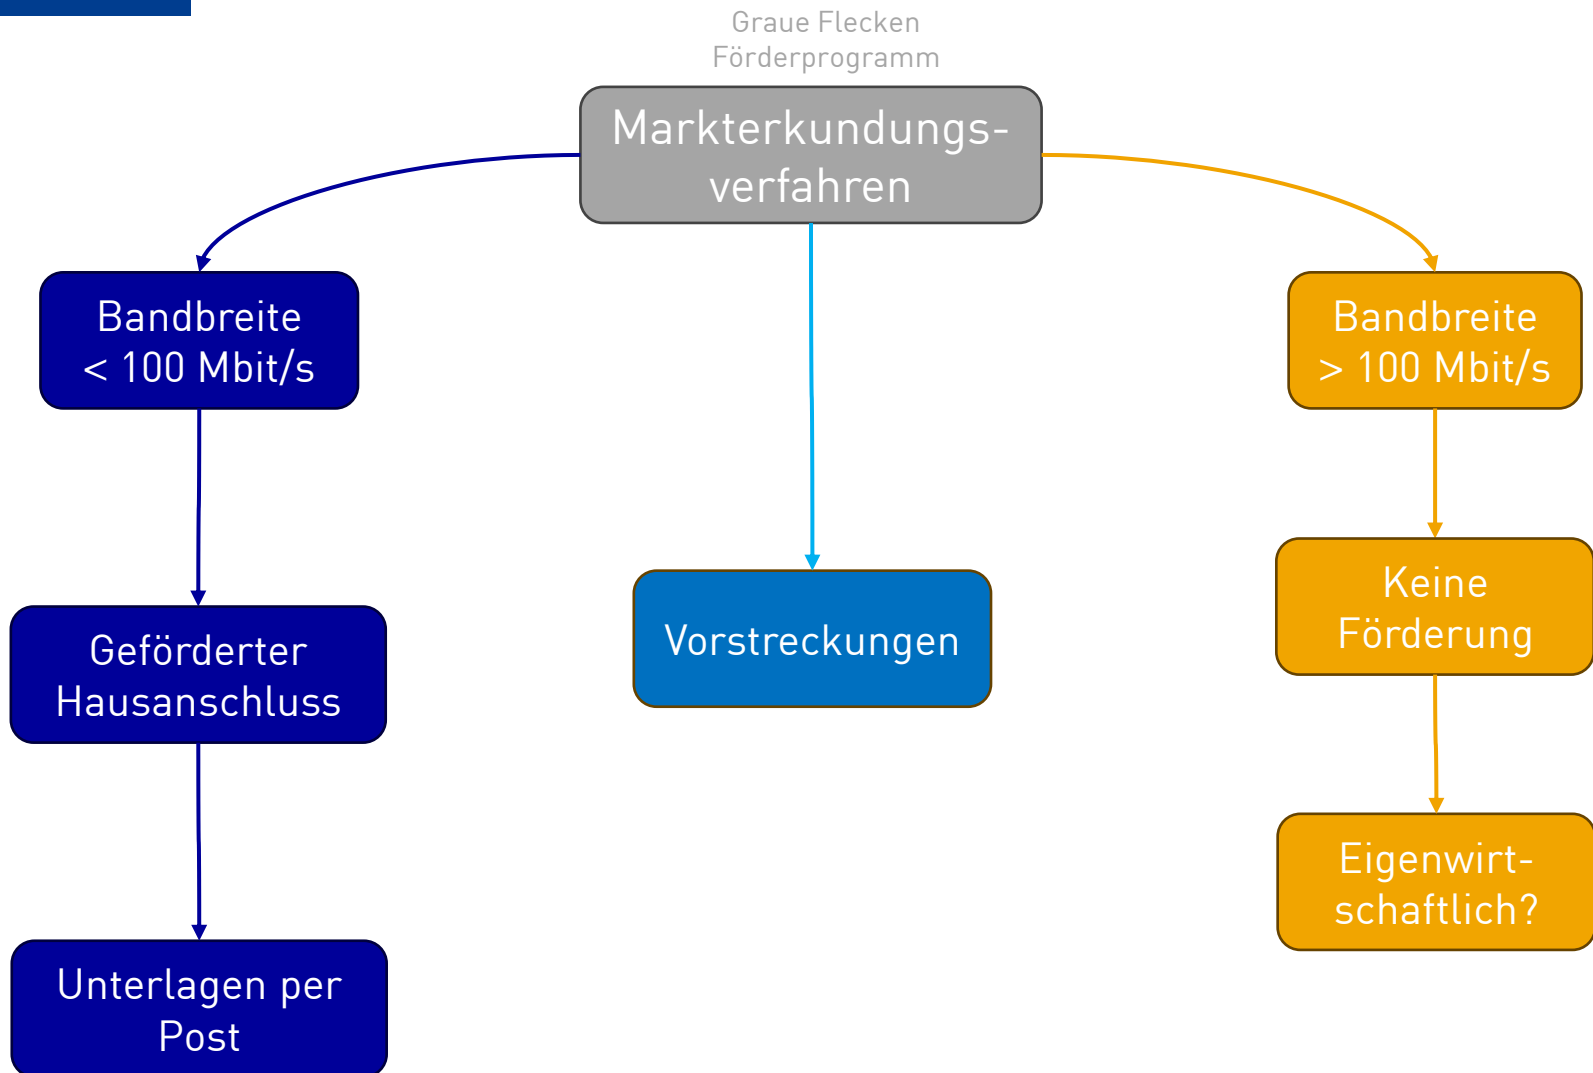 Graue Flecken
Förderprogramm
Markterkundungs-
verfahren
Bandbreite
< 100 Mbit/s
Bandbreite
> 100 Mbit/s
Geförderter
Hausanschluss
Vorstreckungen
Keine
Förderung
Eigenwirt-
schaftlich?
Unterlagen per
Post